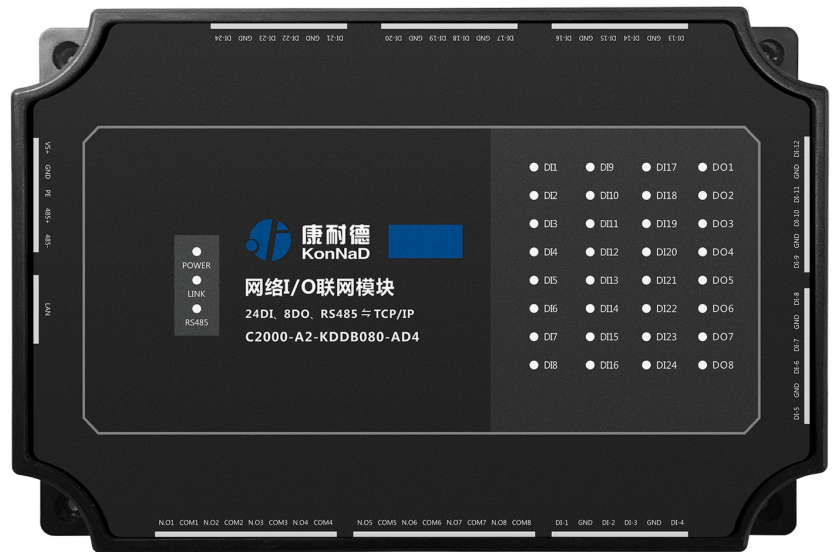 DI-24 GND DI-23 DI-22 GND DI-21
DI-20 GND DI-19 DI-18 GND DI-17
DI-16 GND DI-15 DI-14 GND DI-13
VS+ GND PE 485+ 485-
LAN
POWER
LINK
RS485
康耐德
KonNaD
网络I/O联网模块
24DI、8DO、RS485 ⇋ TCP/IP
C2000-A2-KDDB080-AD4
DI1 DI9 DI17 DO1
DI2 DI10 DI18 DO2
DI3 DI11 DI19 DO3
DI4 DI12 DI20 DO4
DI5 DI13 DI21 DO5
DI6 DI14 DI22 DO6
DI7 DI15 DI23 DO7
DI8 DI16 DI24 DO8
DI-9 GND DI-10 DI-11 GND DI-12
DI-5 GND DI-6 DI-7 GND DI-8
N.O1 COM1 N.O2 COM2 N.O3 COM3 N.O4 COM4
N.O5 COM5 N.O6 COM6 N.O7 COM7 N.O8 COM8
DI-1 GND DI-2 DI-3 GND DI-4